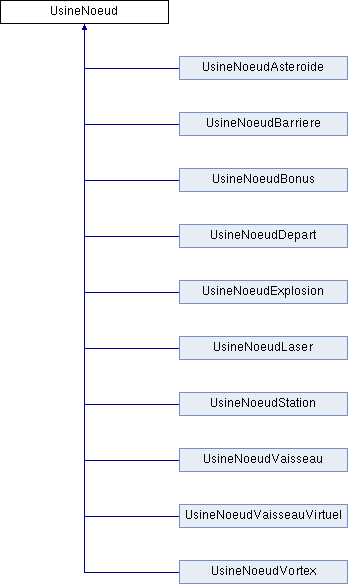 UsineNoeud
UsineNoeudAsteroide
UsineNoeudBarriere
UsineNoeudBonus
UsineNoeudDepart
UsineNoeudExplosion
UsineNoeudLaser
UsineNoeudStation
UsineNoeudVaisseau
UsineNoeudVaisseauVirtuel
UsineNoeudVortex